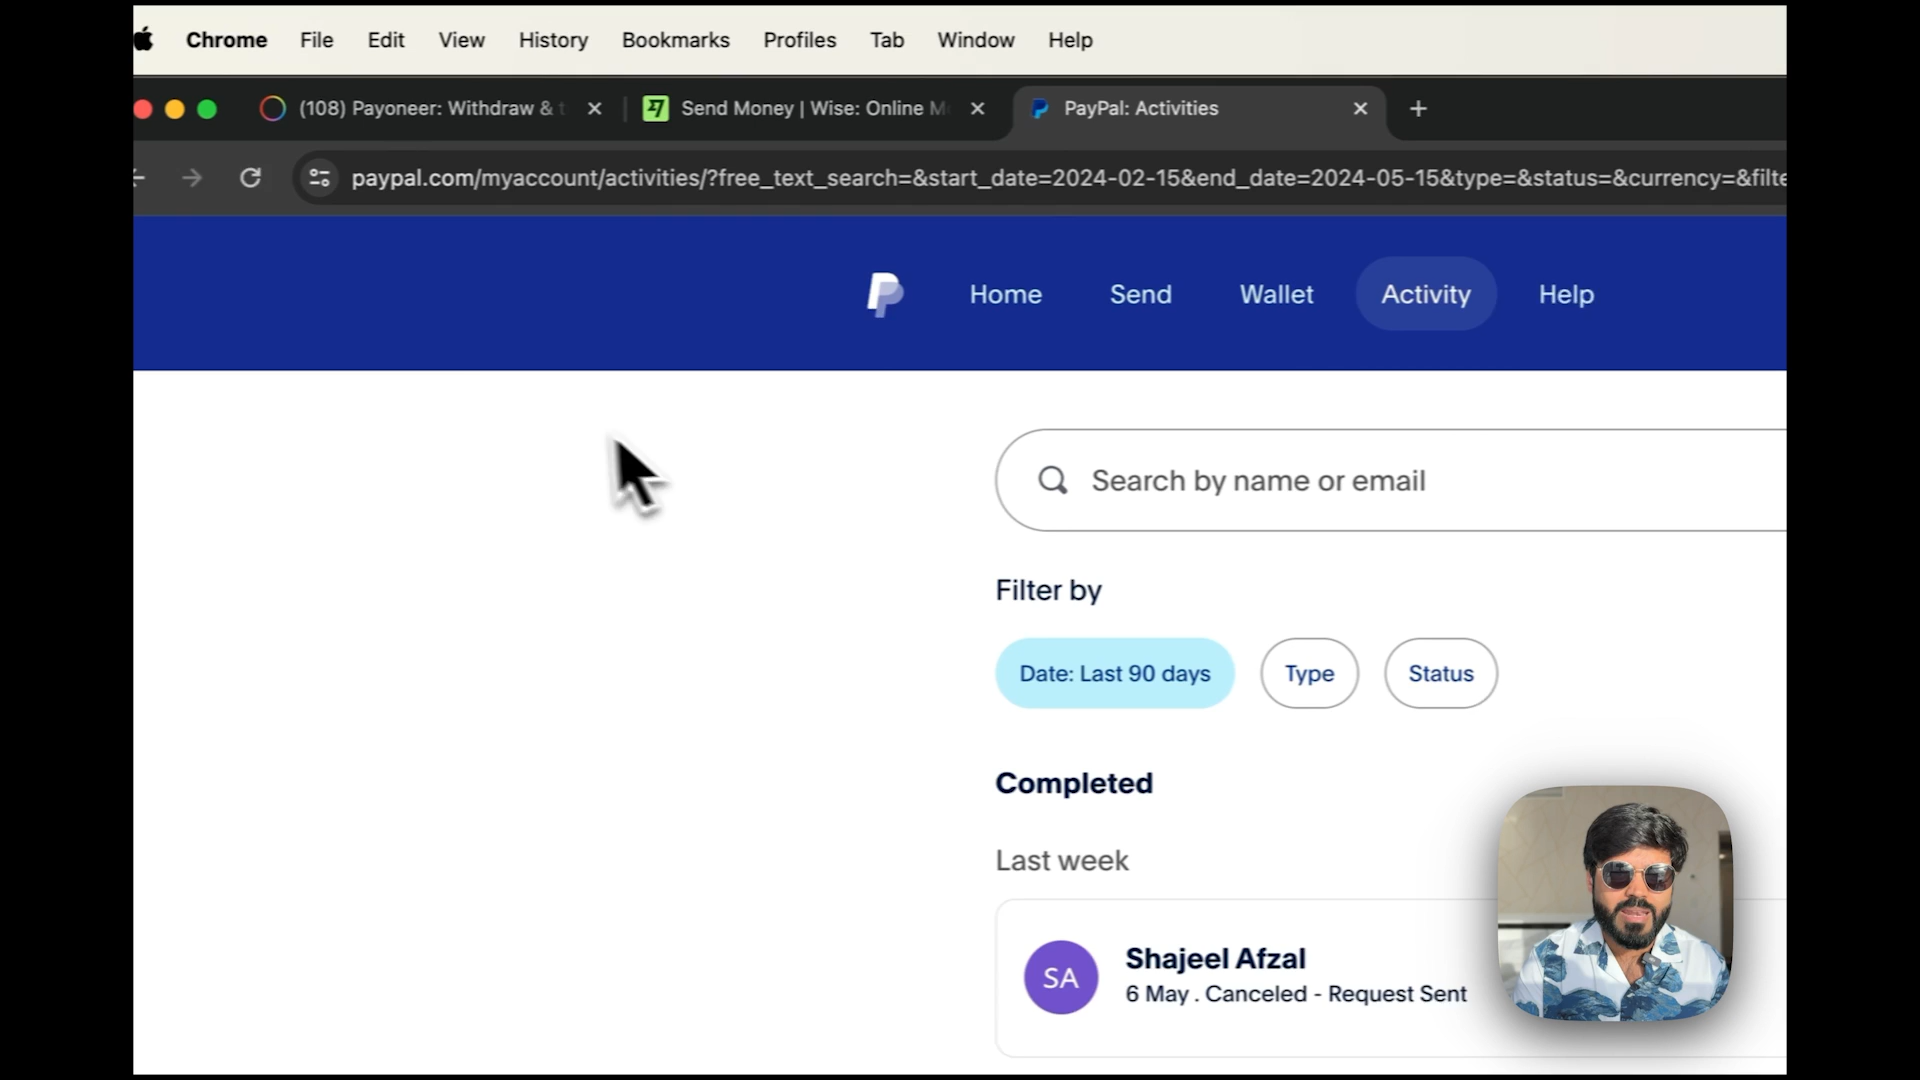 Chrome File Edit View History Bookmarks Profiles Tab Window Help
(108) Payoneer: Withdraw & t
Send Money | Wise: Online M
PayPal: Activities
paypal.com/myaccount/activities/?free_text_search=&start_date=2024-02-15&end_date=2024-05-15&type=&status=&currency=&filte
Home Send Wallet Activity Help
Search by name or email
Filter by
Date: Last 90 days Type Status
Completed
Last week
SA
Shajeel Afzal
6 May . Canceled - Request Sent